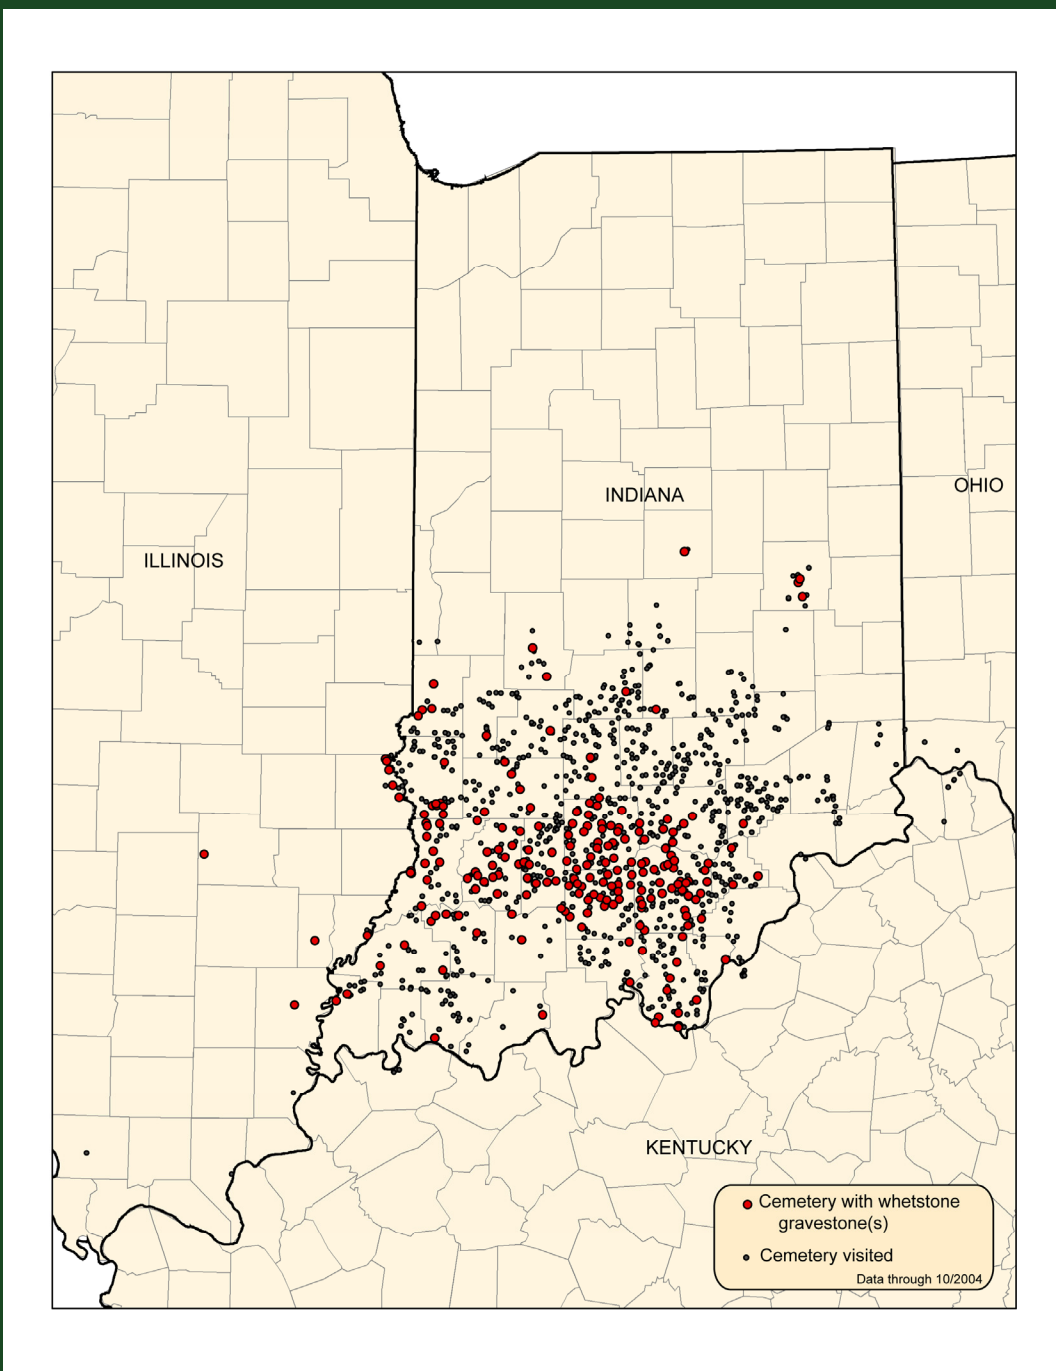 INDIANA
OHIO
ILLINOIS
KENTUCKY
Cemetery with whetstone
gravestone(s)
Cemetery visited
Data through 10/2004